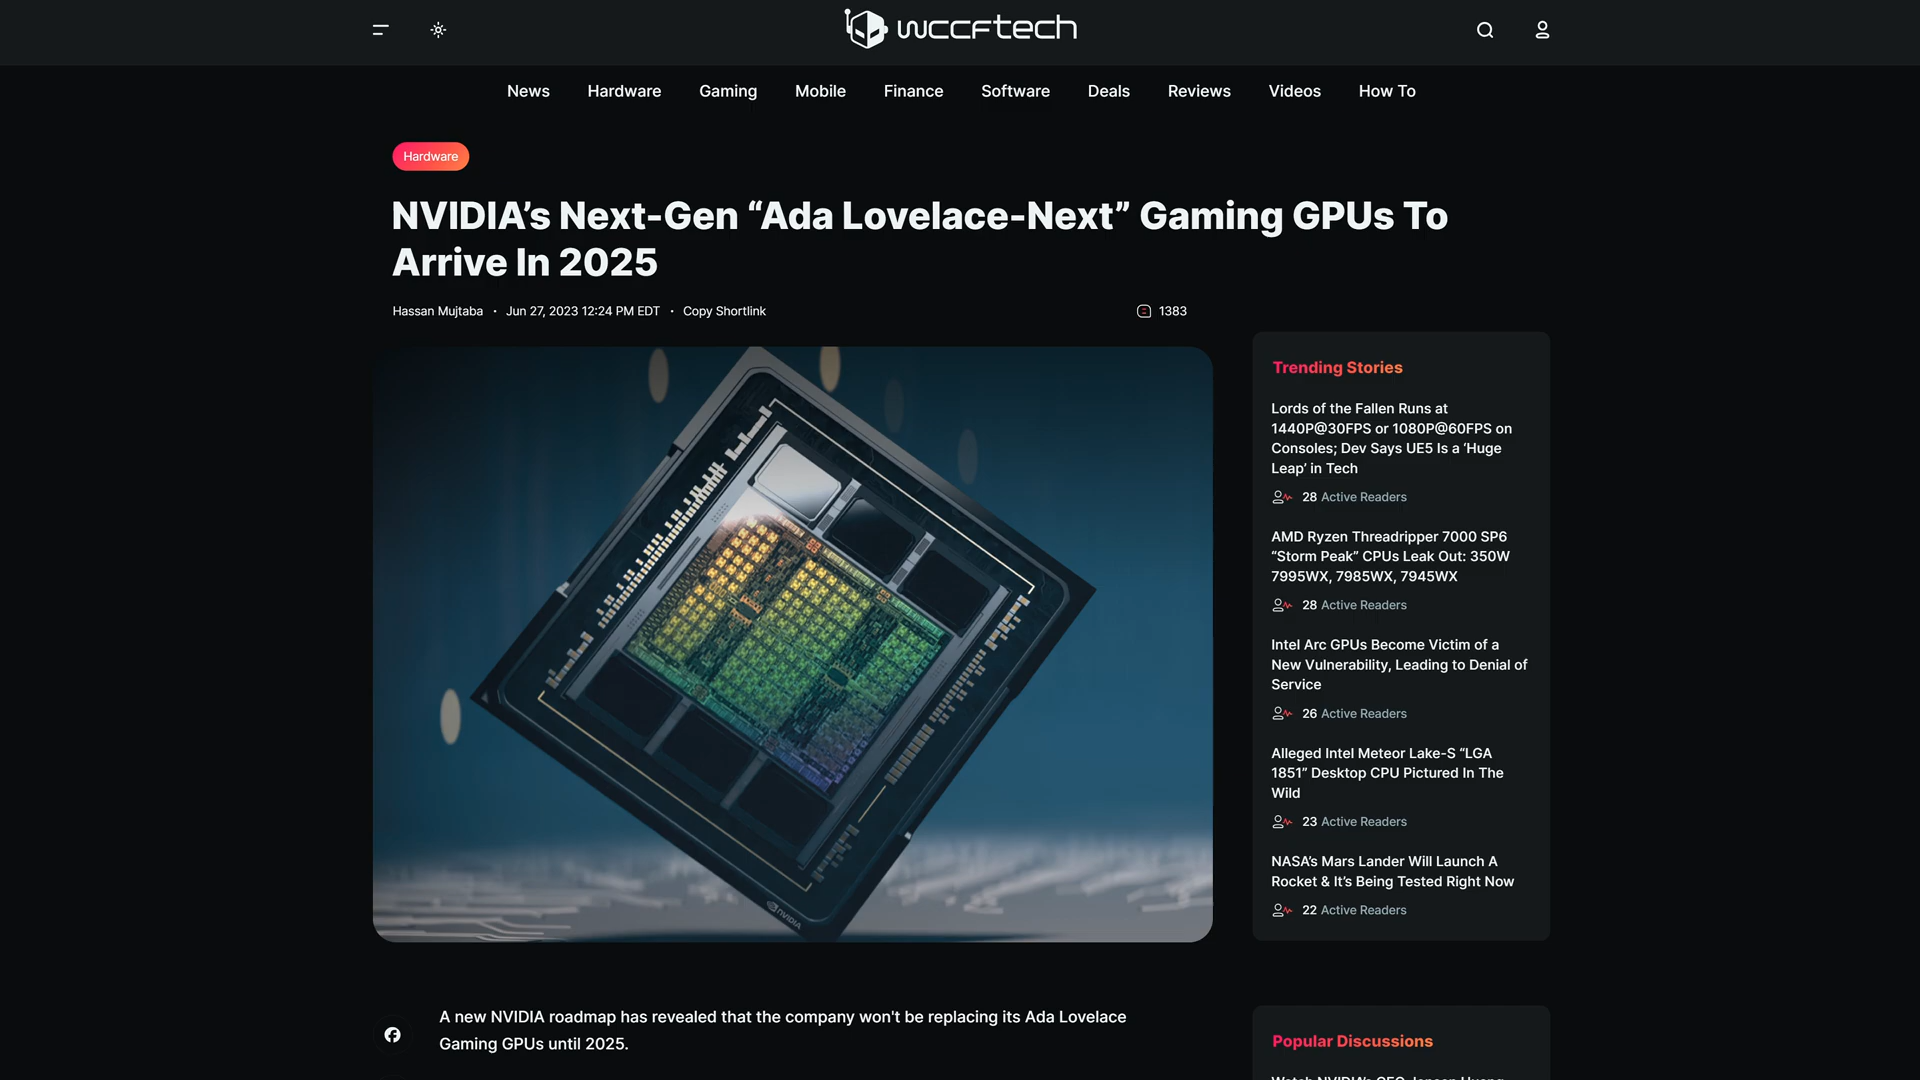 wccftech
News Hardware Gaming Mobile Finance Software Deals Reviews Videos How To
Hardware
NVIDIA’s Next-Gen “Ada Lovelace-Next” Gaming GPUs To
Arrive In 2025
Hassan Mujtaba • Jun 27, 2023 12:24 PM EDT • Copy Shortlink
1383
NVIDIA
Trending Stories
Lords of the Fallen Runs at
1440P@30FPS or 1080P@60FPS on
Consoles; Dev Says UE5 Is a ‘Huge
Leap’ in Tech
28 Active Readers
AMD Ryzen Threadripper 7000 SP6
“Storm Peak” CPUs Leak Out: 350W
7995WX, 7985WX, 7945WX
28 Active Readers
Intel Arc GPUs Become Victim of a
New Vulnerability, Leading to Denial of
Service
26 Active Readers
Alleged Intel Meteor Lake-S “LGA
1851” Desktop CPU Pictured In The
Wild
23 Active Readers
NASA’s Mars Lander Will Launch A
Rocket & It’s Being Tested Right Now
22 Active Readers
A new NVIDIA roadmap has revealed that the company won't be replacing its Ada Lovelace
Gaming GPUs until 2025.
Popular Discussions
Watch NVIDIA's CEO Jensen Huang